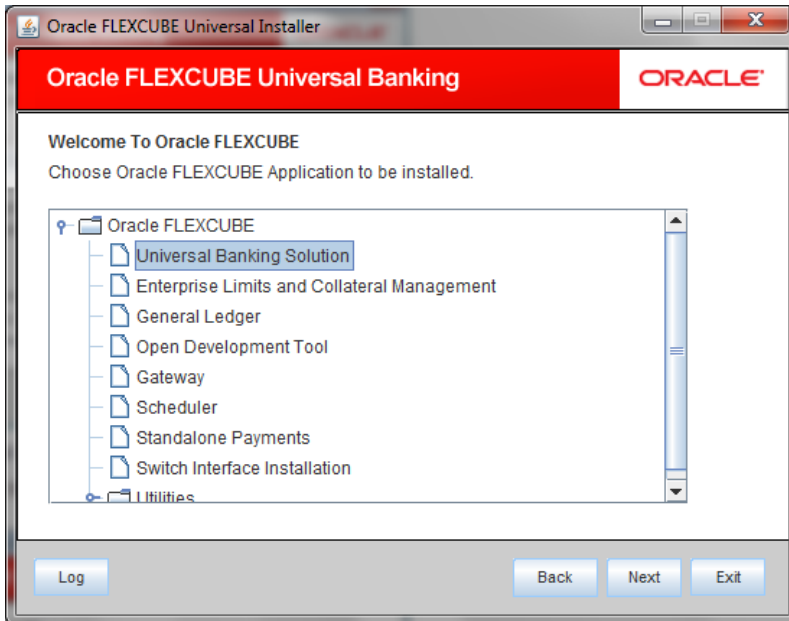 Oracle FLEXCUBE Universal Installer
Oracle FLEXCUBE Universal Banking
ORACLE
Welcome To Oracle FLEXCUBE
Choose Oracle FLEXCUBE Application to be installed.
Oracle FLEXCUBE
Universal Banking Solution
Enterprise Limits and Collateral Management
General Ledger
Open Development Tool
Gateway
Scheduler
Standalone Payments
Switch Interface Installation
Utilities
Log
Back
Next
Exit